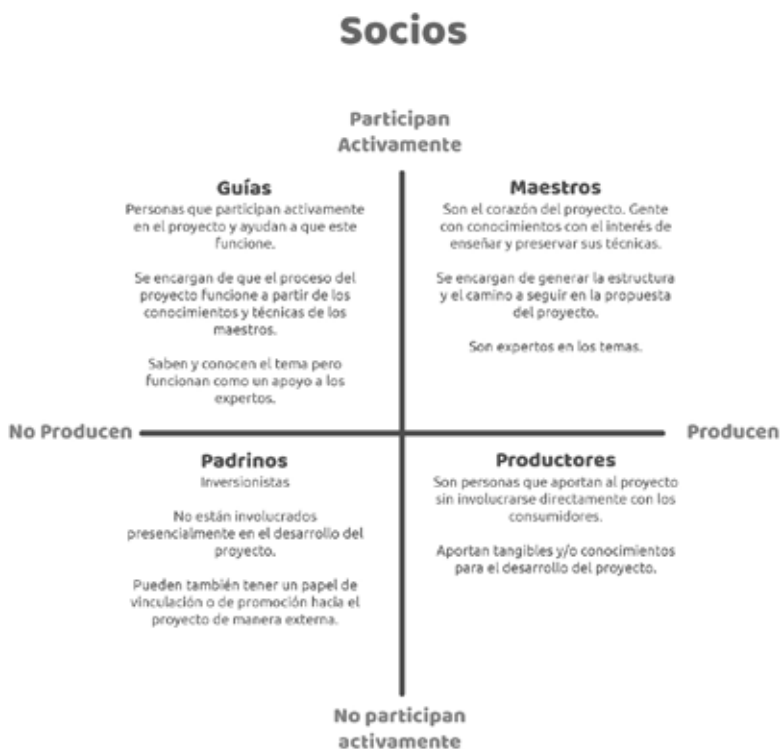 Socios
Participan
Activamente
Guías
Personas que participan activamente
en el proyecto y ayudan a que este
funcione.
Se encargan de que el proceso del
proyecto funcione a partir de los
conocimientos y técnicas de los
maestros.
Saben y conocen el tema pero
funcionan como un apoyo a los
expertos.
Maestros
Son el corazón del proyecto. Gente
con conocimientos con el interés de
enseñar y preservar sus técnicas.
Se encargan de generar la estructura
y el camino a seguir en la propuesta
del proyecto.
Son expertos en los temas.
No Producen
Producen
Padrinos
Inversionistas
No están involucrados
presencialmente en el desarrollo del
proyecto.
Pueden también tener un papel de
vinculación o de promoción hacia el
proyecto de manera externa.
Productores
Son personas que aportan al proyecto
sin involucrarse directamente con los
consumidores.
Aportan tangibles y/o conocimientos
para el desarrollo del proyecto.
No participan
activamente